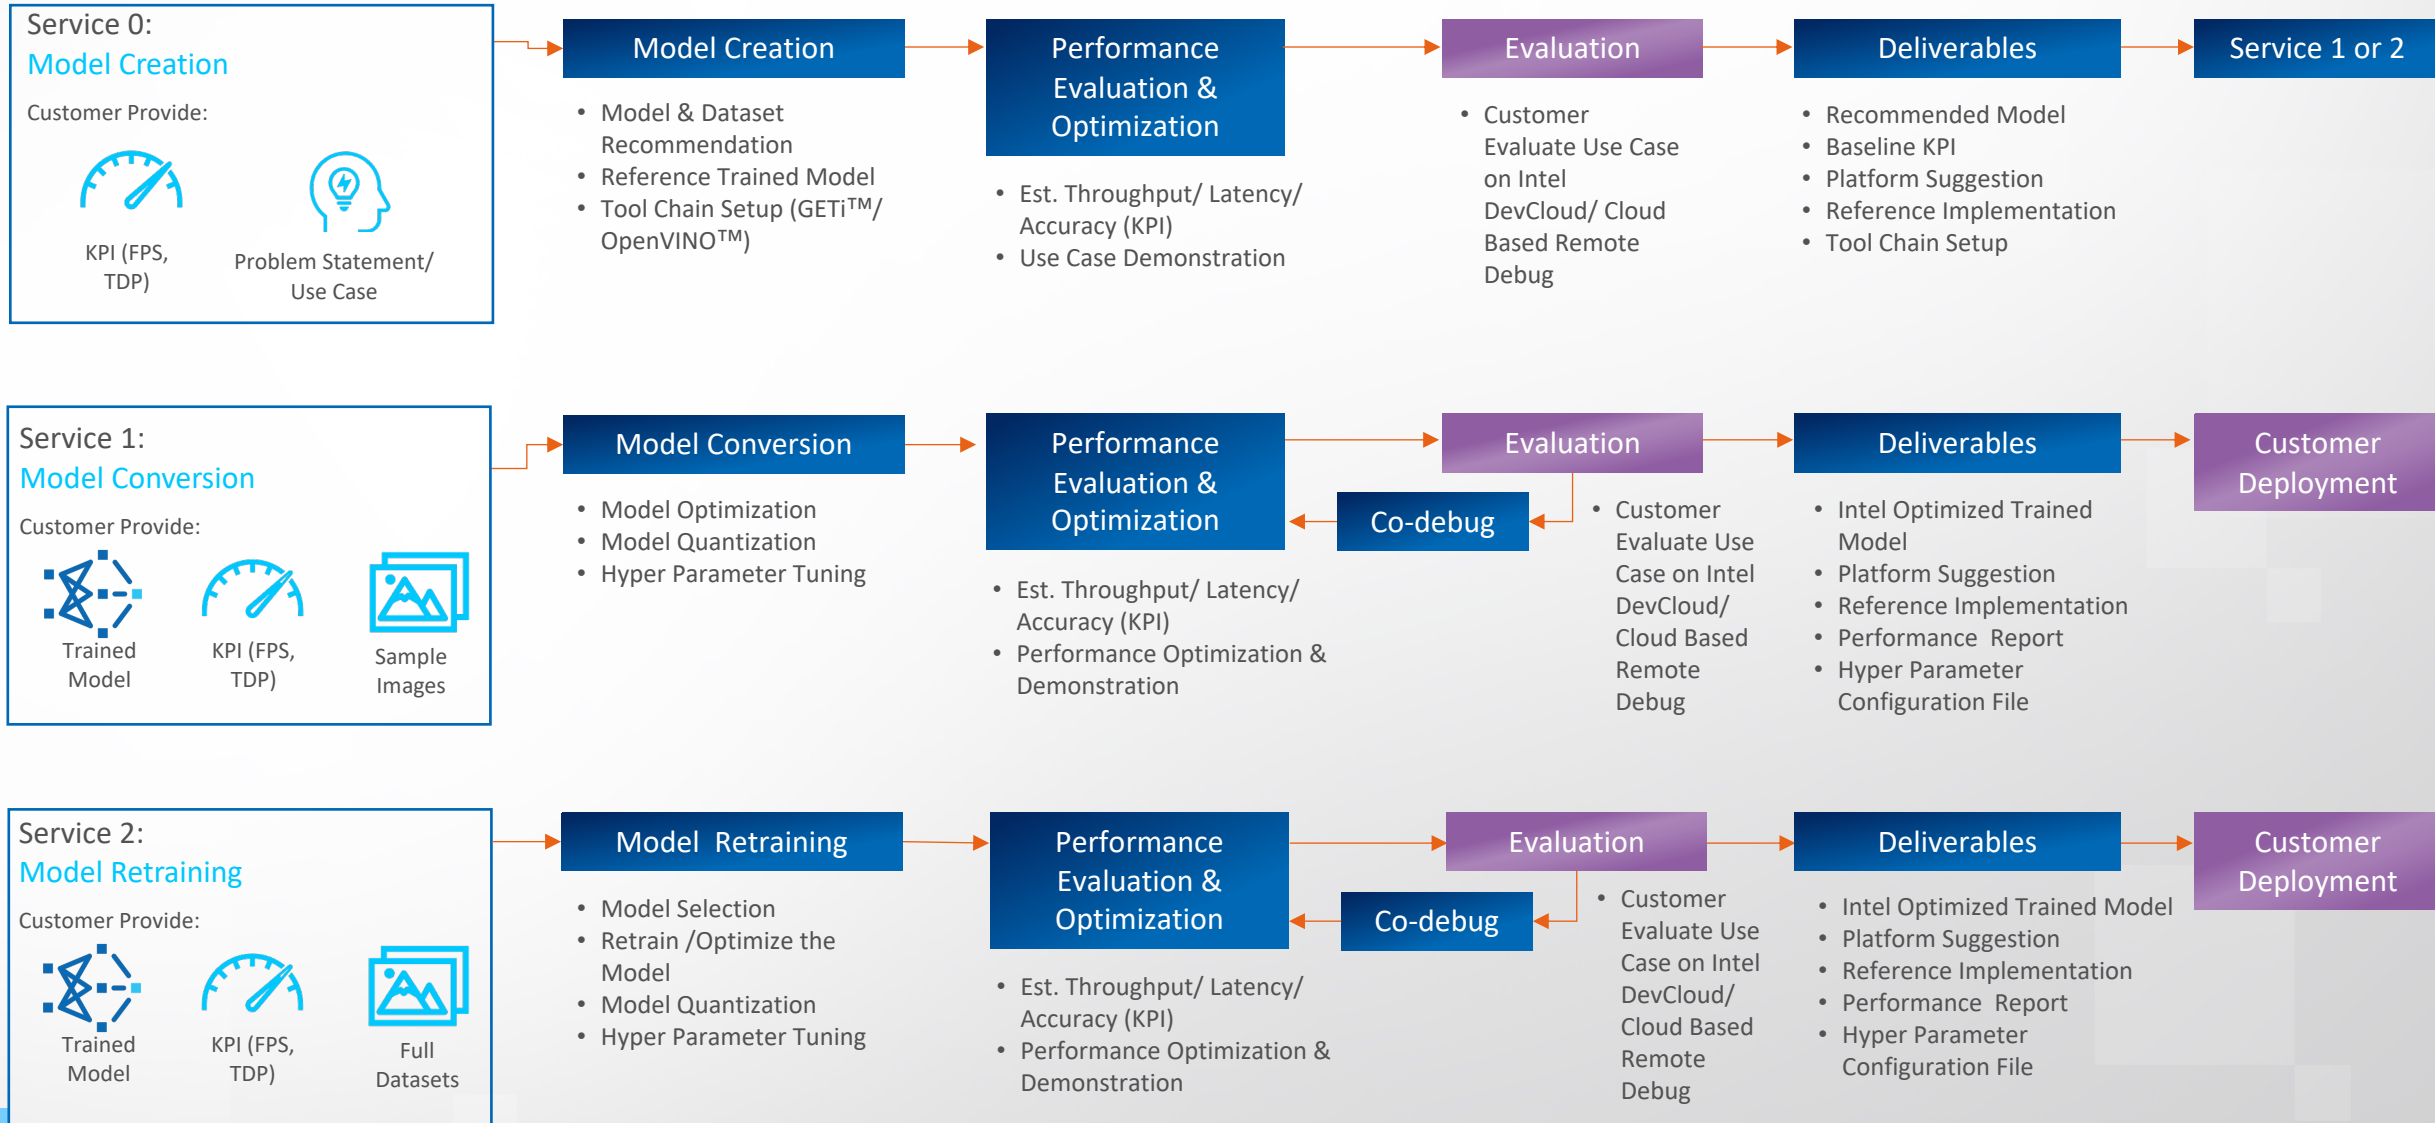 Service 0:
Model Creation
Customer Provide:
KPI (FPS,
TDP)
Problem Statement/
Use Case
Model Creation
• Model & Dataset
Recommendation
• Reference Trained Model
• Tool Chain Setup (GETi™/
OpenVINO™)
Performance
Evaluation &
Optimization
• Est. Throughput/ Latency/
Accuracy (KPI)
• Use Case Demonstration
Evaluation
• Customer
Evaluate Use Case
on Intel
DevCloud/ Cloud
Based Remote
Debug
Deliverables
• Recommended Model
• Baseline KPI
• Platform Suggestion
• Reference Implementation
• Tool Chain Setup
Service 1 or 2
Service 1:
Model Conversion
Customer Provide:
Trained
Model
KPI (FPS,
TDP)
Sample
Images
Model Conversion
• Model Optimization
• Model Quantization
• Hyper Parameter Tuning
Performance
Evaluation &
Optimization
• Est. Throughput/ Latency/
Accuracy (KPI)
• Performance Optimization &
Demonstration
Co-debug
Evaluation
• Customer
Evaluate Use
Case on Intel
DevCloud/
Cloud Based
Remote
Debug
Deliverables
• Intel Optimized Trained
Model
• Platform Suggestion
• Reference Implementation
• Performance Report
• Hyper Parameter
Configuration File
Customer
Deployment
Service 2:
Model Retraining
Customer Provide:
Trained
Model
KPI (FPS,
TDP)
Full
Datasets
Model Retraining
• Model Selection
• Retrain /Optimize the
Model
• Model Quantization
• Hyper Parameter Tuning
Performance
Evaluation &
Optimization
• Est. Throughput/ Latency/
Accuracy (KPI)
• Performance Optimization &
Demonstration
Co-debug
Evaluation
• Customer
Evaluate Use
Case on Intel
DevCloud/
Cloud Based
Remote
Debug
Deliverables
• Intel Optimized Trained Model
• Platform Suggestion
• Reference Implementation
• Performance Report
• Hyper Parameter
Configuration File
Customer
Deployment